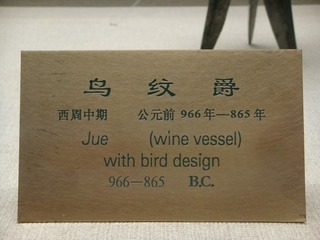 鸟纹爵
西周中期 公元前966年—865年
Jue (wine vessel)
with bird design
966—865 B.C.